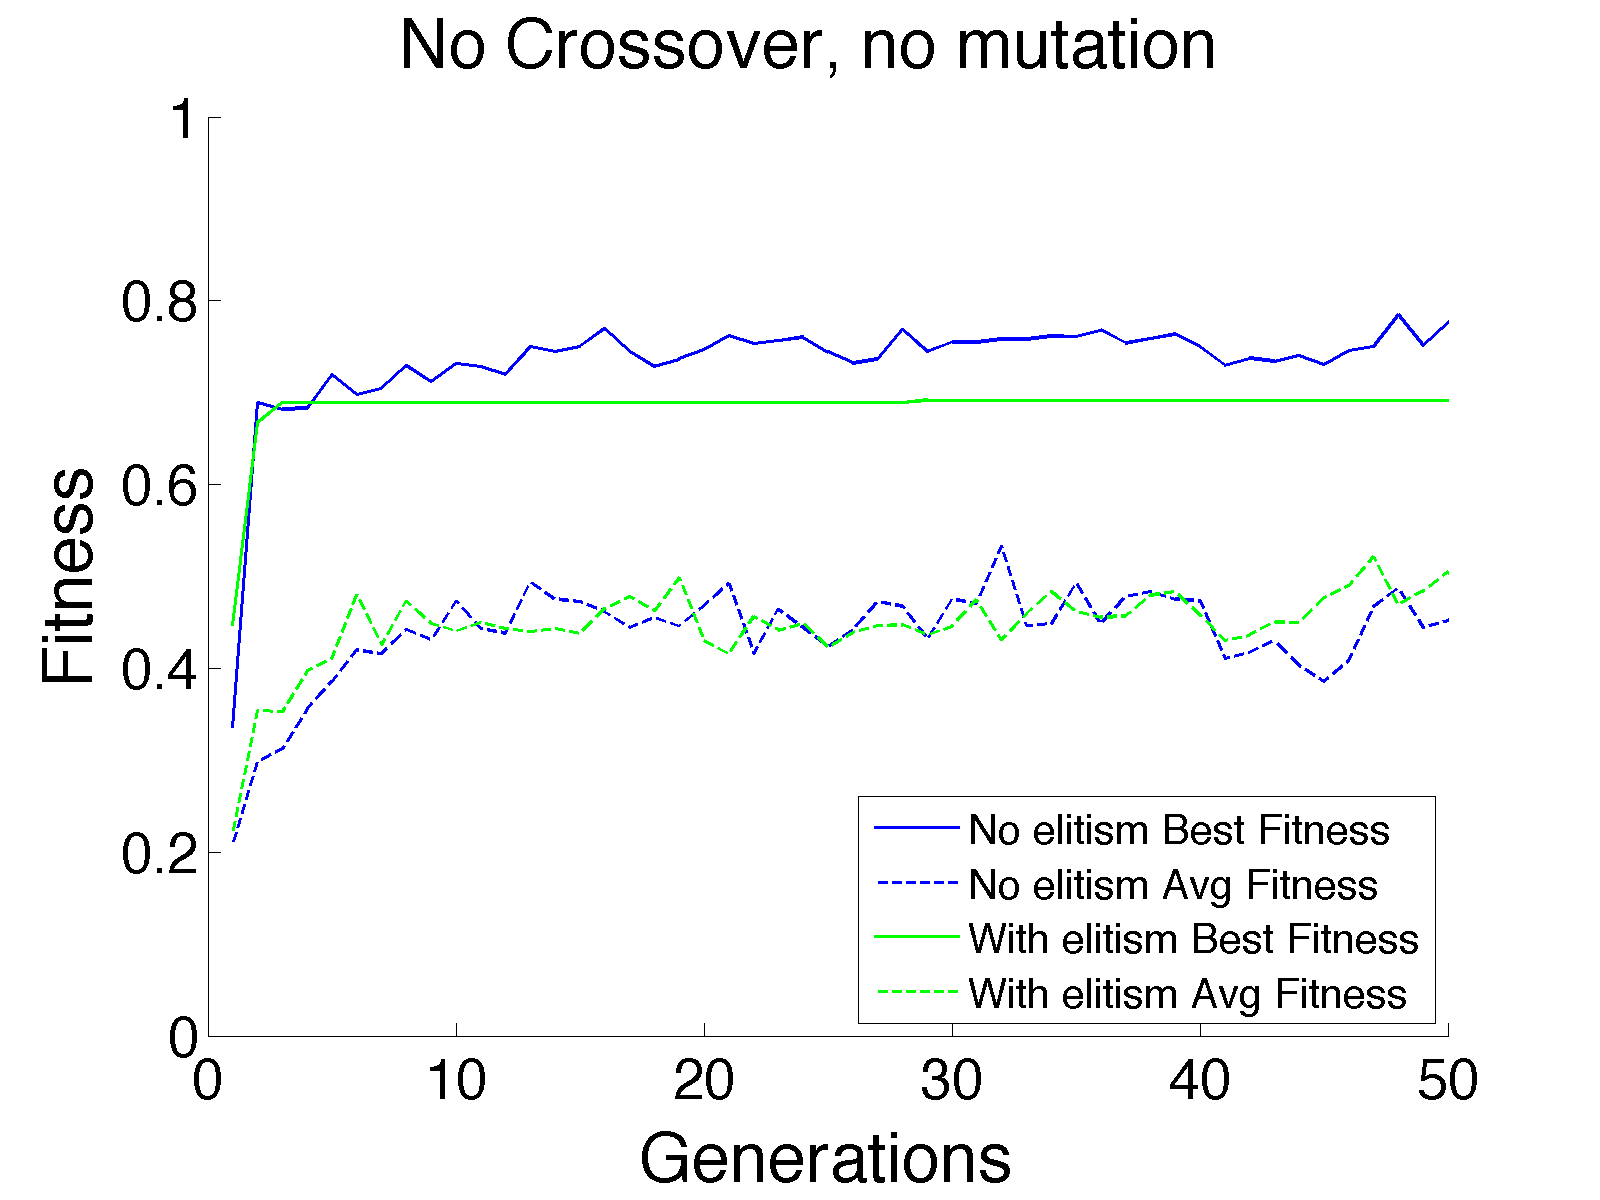 No Crossover, no mutation
1
0.8
0.6
0.4
0.2
0
Fitness
No elitism Best Fitness
No elitism Avg Fitness
With elitism Best Fitness
With elitism Avg Fitness
0 10 20 30 40 50
Generations